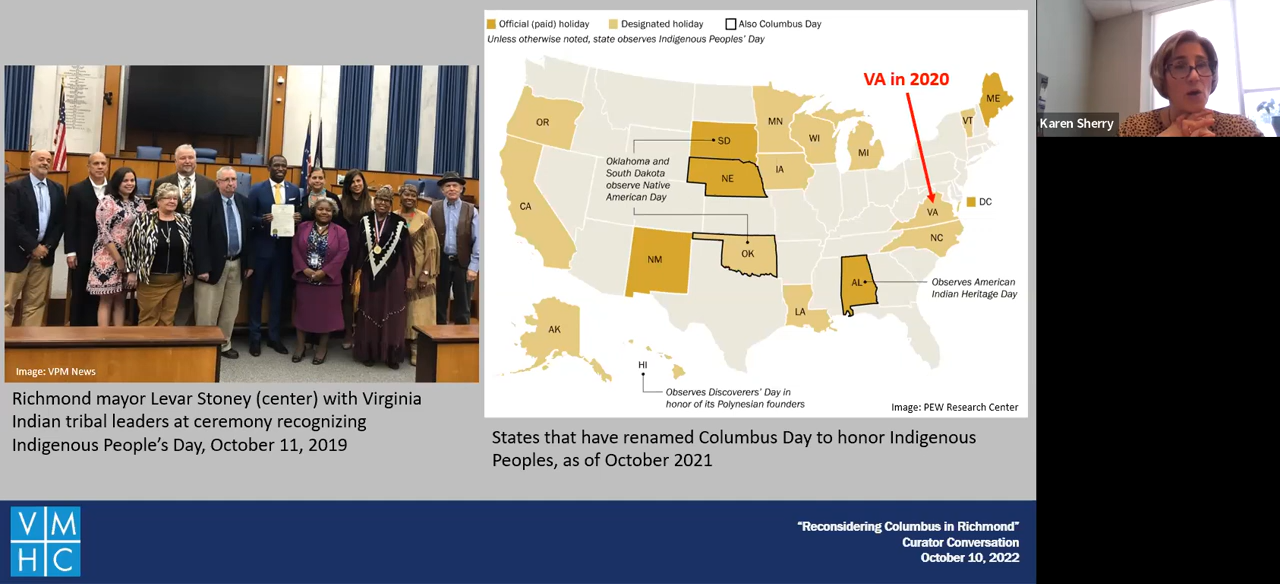 Official (paid) holiday
Designated holiday
Also Columbus Day
Unless otherwise noted, state observes Indigenous Peoples' Day
VA in 2020
OR
CA
AK
HI
SD
NE
NM
OK
MN
IA
WI
MI
LA
AL
VT
ME
DC
VA
NC
Oklahoma and
South Dakota
observe Native
American Day
Observes American
Indian Heritage Day
Observes Discoverers' Day in
honor of its Polynesian founders
Image: PEW Research Center
Karen Sherry
Image: VPM News
Richmond mayor Levar Stoney (center) with Virginia
Indian tribal leaders at ceremony recognizing
Indigenous People's Day, October 11, 2019
States that have renamed Columbus Day to honor Indigenous
Peoples, as of October 2021
V M
H C
"Reconsidering Columbus in Richmond"
Curator Conversation
October 10, 2022